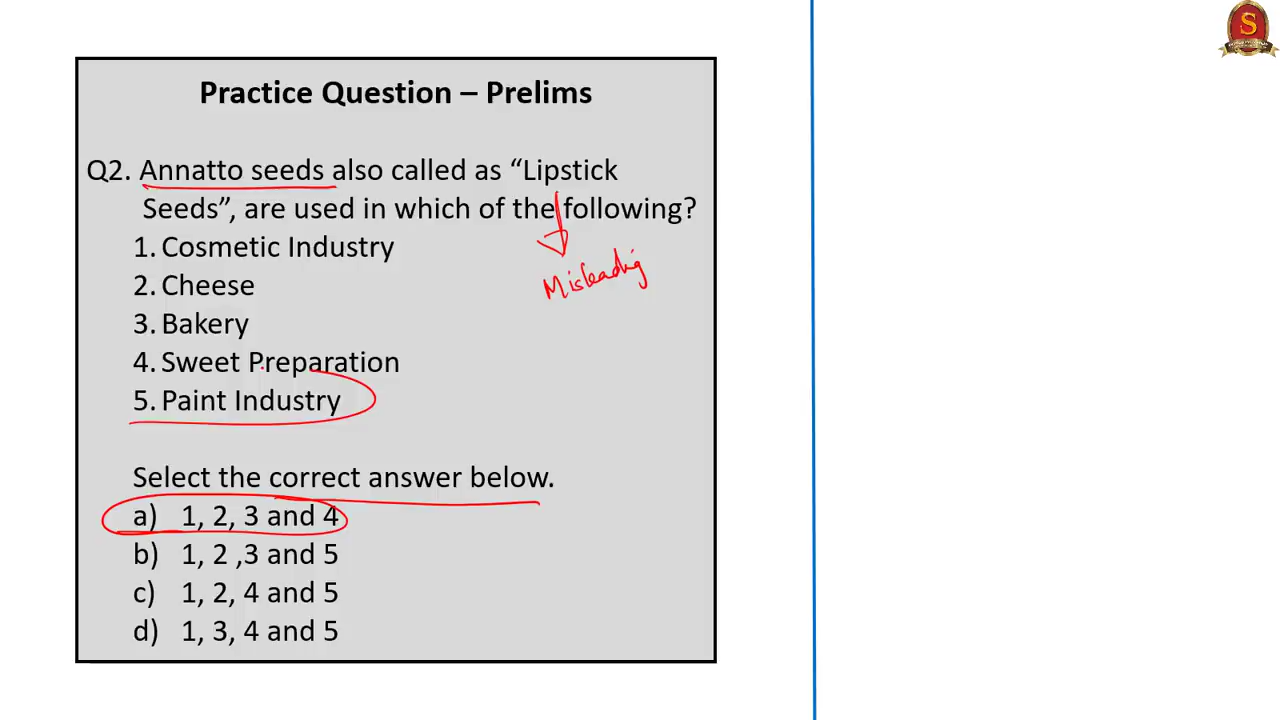 Practice Question – Prelims
Q2. Annatto seeds also called as “Lipstick
Seeds”, are used in which of the following?
1. Cosmetic Industry
Misleading
2. Cheese
3. Bakery
4. Sweet Preparation
5. Paint Industry
Select the correct answer below.
a) 1, 2, 3 and 4
b) 1, 2 ,3 and 5
c) 1, 2, 4 and 5
d) 1, 3, 4 and 5
S